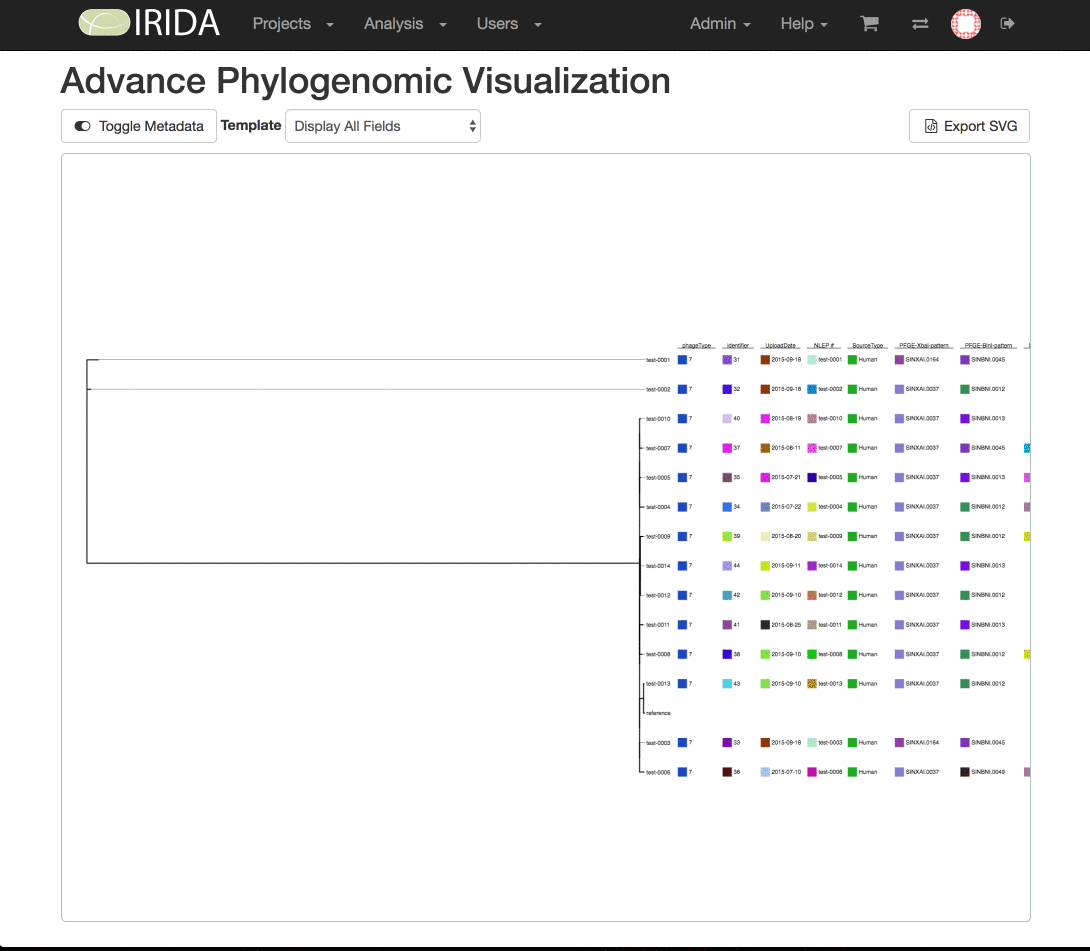 IRIDA Projects Analysis Users Admin Help
Advance Phylogenomic Visualization
Toggle Metadata Template Display All Fields Export SVG
phageType identifier UploadDate NLEP # SourceType PFGE-XbaI-pattern PFGE-BlnI-pattern
test-0001 7 31 2015-09-18 test-0001 Human SINXAI.0164 SINBNI.0045
test-0002 7 32 2015-09-18 test-0002 Human SINXAI.0037 SINBNI.0012
test-0010 7 40 2015-08-19 test-0010 Human SINXAI.0037 SINBNI.0013
test-0007 7 37 2015-08-11 test-0007 Human SINXAI.0037 SINBNI.0045
test-0005 7 35 2015-07-21 test-0005 Human SINXAI.0037 SINBNI.0013
test-0004 7 34 2015-07-22 test-0004 Human SINXAI.0037 SINBNI.0012
test-0009 7 39 2015-08-20 test-0009 Human SINXAI.0037 SINBNI.0012
test-0014 7 44 2015-09-11 test-0014 Human SINXAI.0037 SINBNI.0013
test-0012 7 42 2015-09-10 test-0012 Human SINXAI.0037 SINBNI.0012
test-0011 7 41 2015-08-25 test-0011 Human SINXAI.0037 SINBNI.0013
test-0008 7 38 2015-09-10 test-0008 Human SINXAI.0037 SINBNI.0012
test-0013 7 43 2015-09-10 test-0013 Human SINXAI.0037 SINBNI.0012
reference
test-0003 7 33 2015-09-18 test-0003 Human SINXAI.0164 SINBNI.0045
test-0006 7 36 2015-07-10 test-0006 Human SINXAI.0037 SINBNI.0049